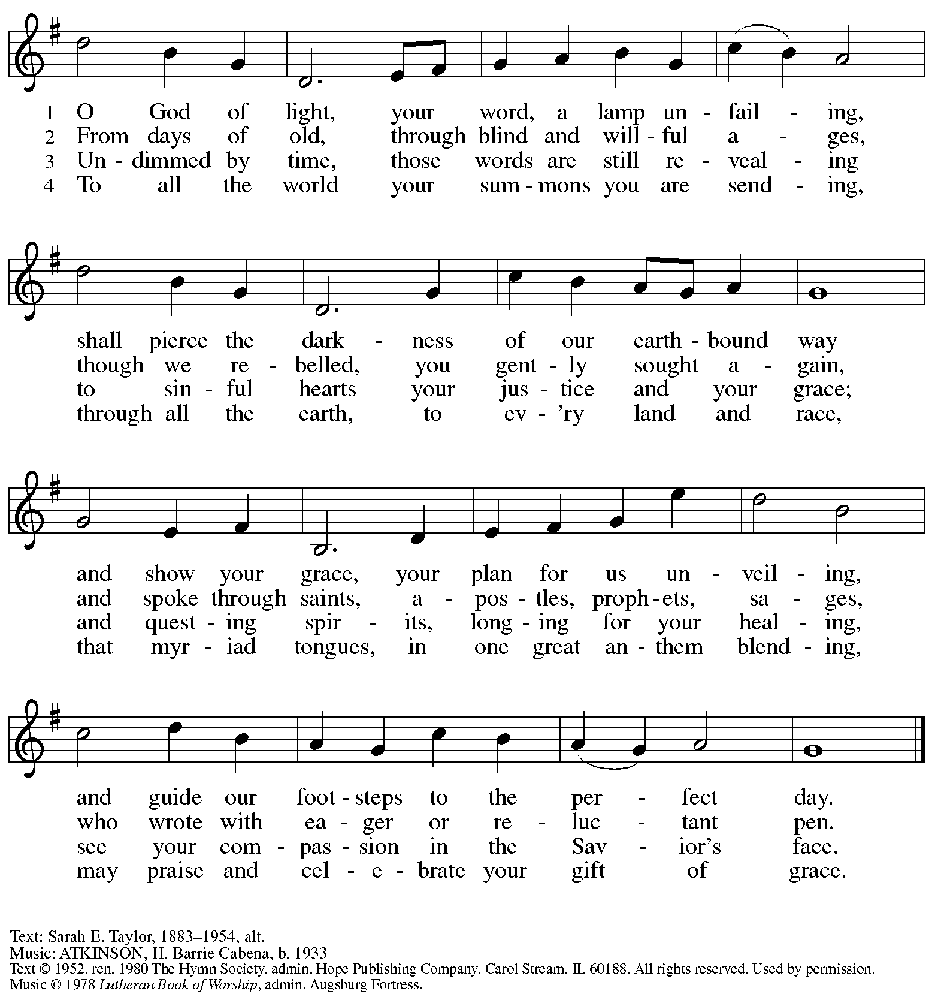 1 O God of light, your word, a lamp un - fail - ing,
2 From days of old, through blind and will - ful a - ges,
3 Un - dimmed by time, those words are still re - veal - ing
4 To all the world your sum - mons you are send - ing,
shall pierce the dark - ness of our earth - bound way
though we re - belled, you gent - ly sought a - gain,
to sin - ful hearts your jus - tice and your grace;
through all the earth, to ev - 'ry land and race,
and show your grace, your plan for us un - veil - ing,
and spoke through saints, a - pos - tles, proph - ets, sa - ges,
and quest - ing spir - its, long - ing for your heal - ing,
that myr - iad tongues, in one great an - them blend - ing,
and guide our foot - steps to the per - fect day.
who wrote with ea - ger or re - luc - tant pen.
see your com - pas - sion in the Sav - ior's face.
may praise and cel - e - brate your gift of grace.
Text: Sarah E. Taylor, 1883–1954, alt.
Music: ATKINSON, H. Barrie Cabena, b. 1933
Text © 1952, ren. 1980 The Hymn Society, admin. Hope Publishing Company, Carol Stream, IL 60188. All rights reserved. Used by permission.
Music © 1978 Lutheran Book of Worship, admin. Augsburg Fortress.